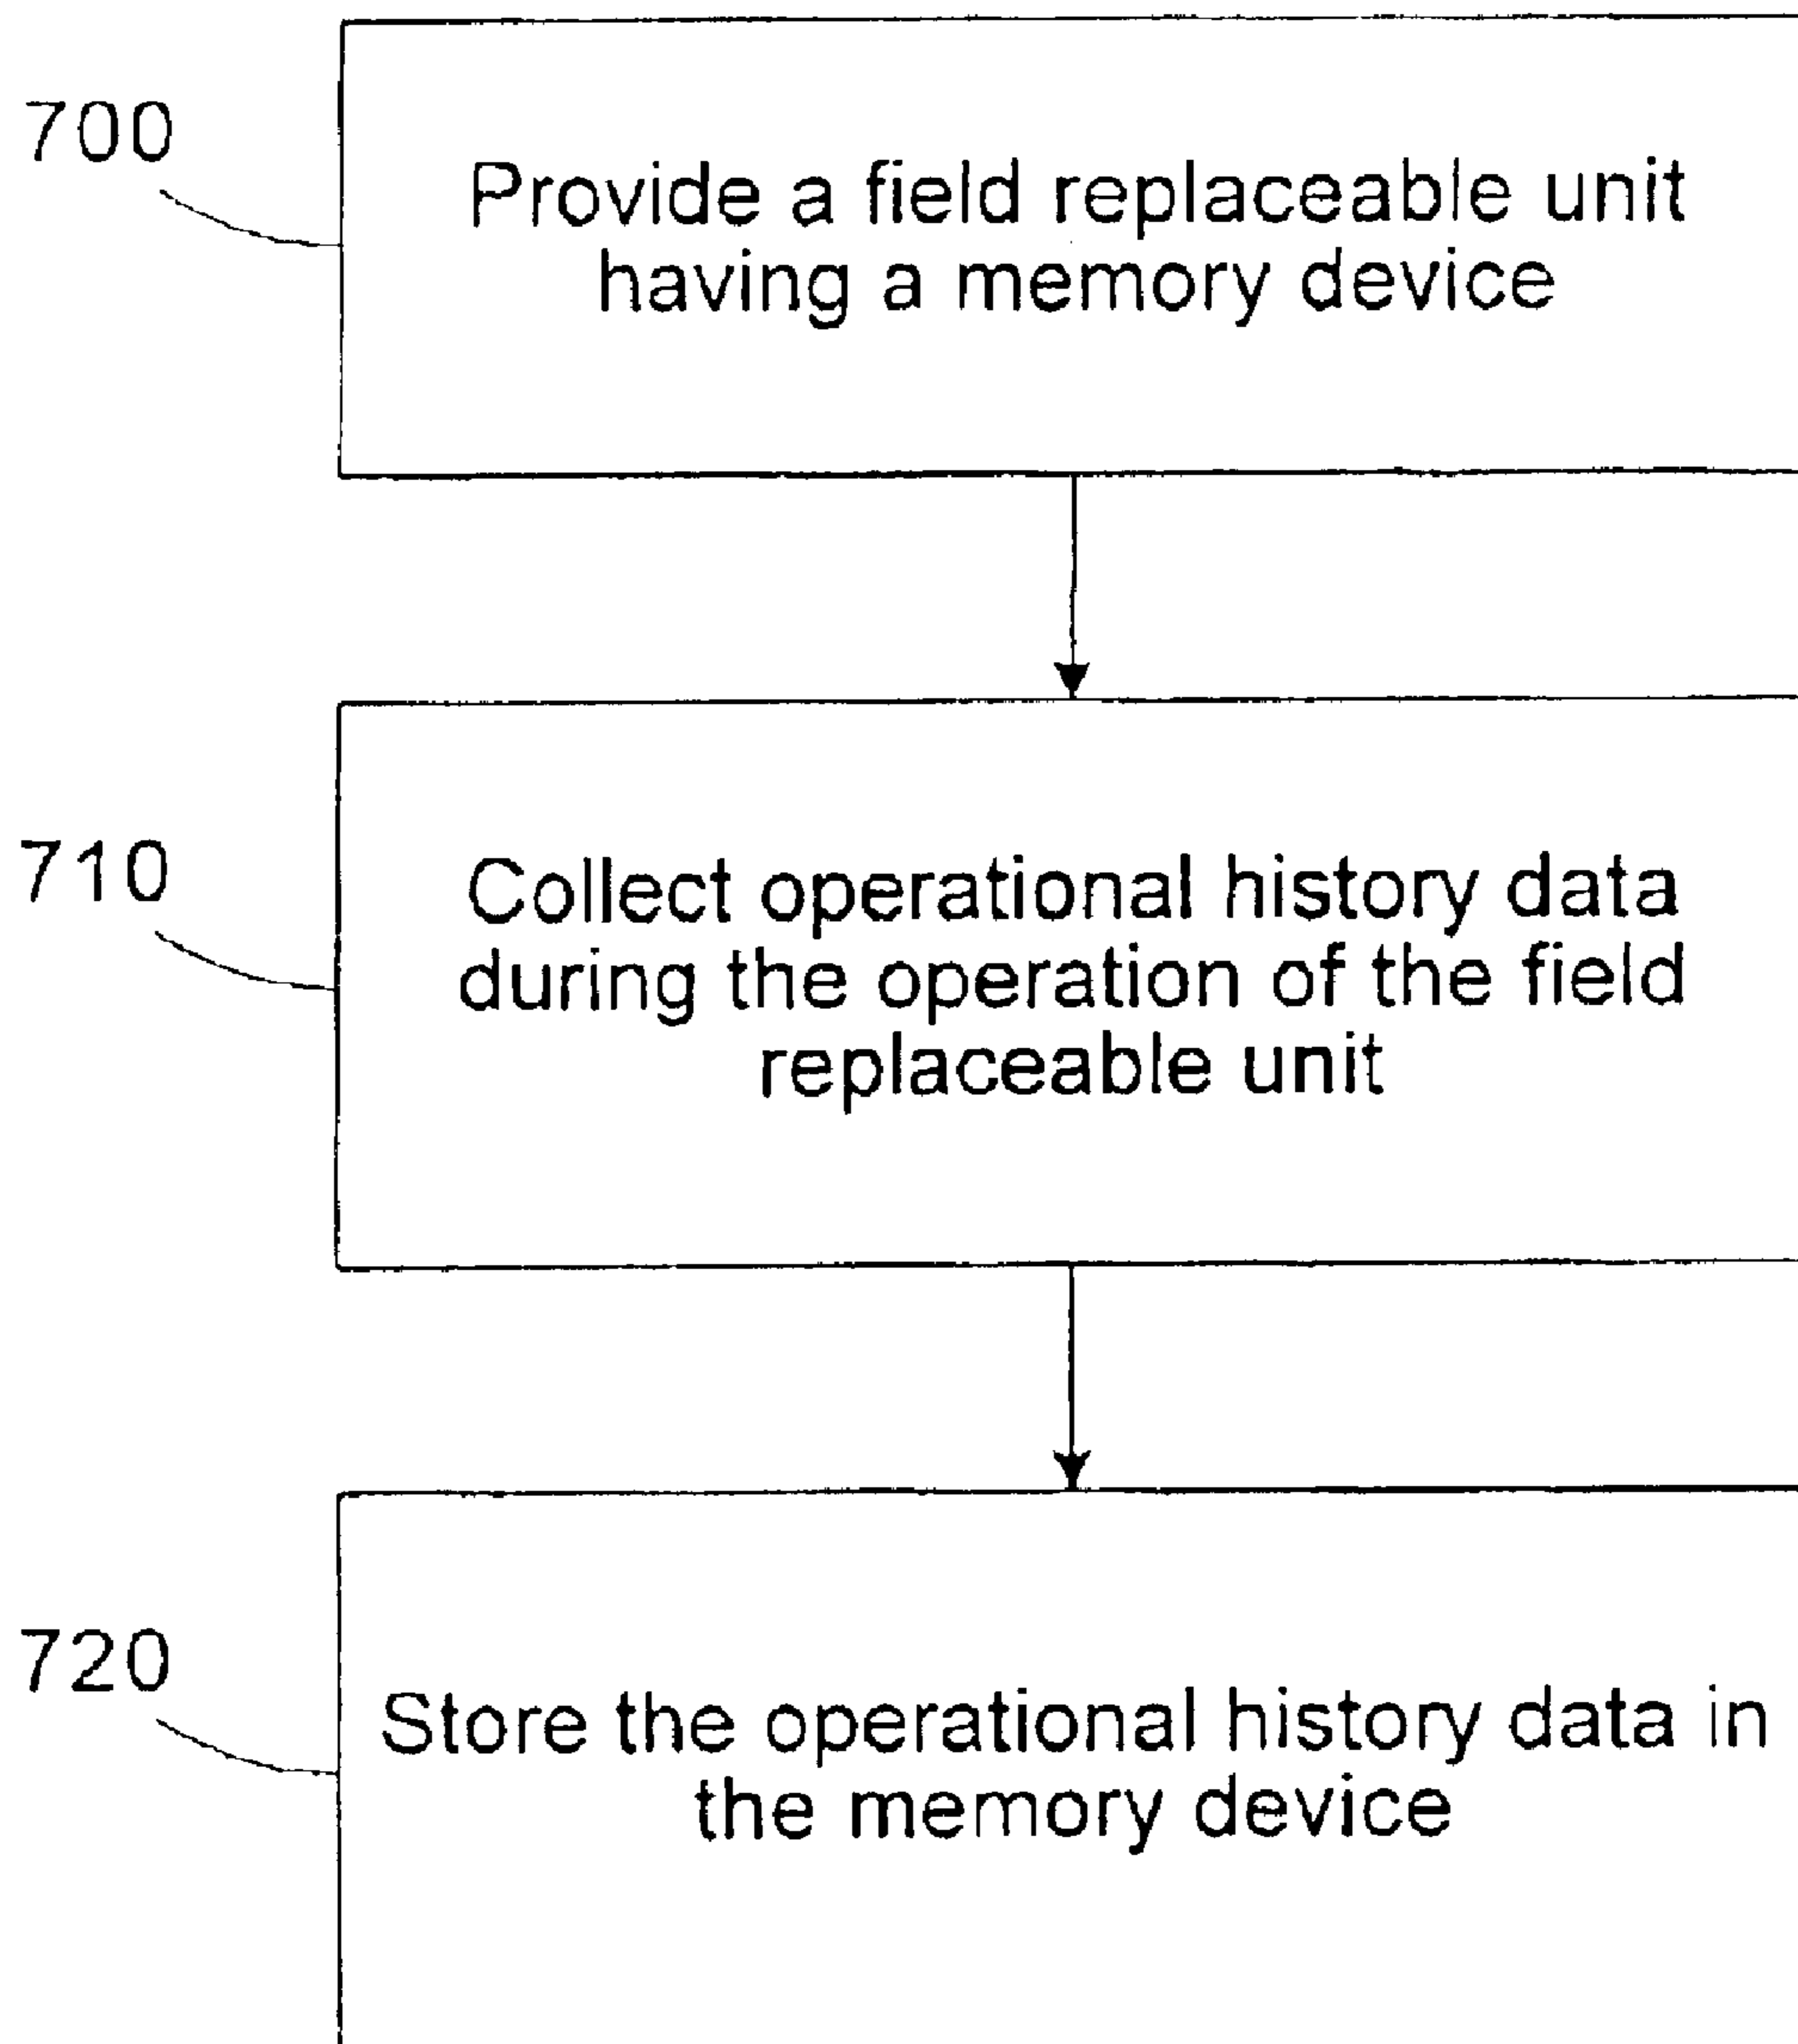 700
Provide a field replaceable unit
having a memory device
710
Collect operational history data
during the operation of the field
replaceable unit
720
Store the operational history data in
the memory device